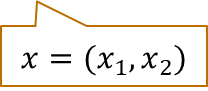 x = (x₁, x₂)